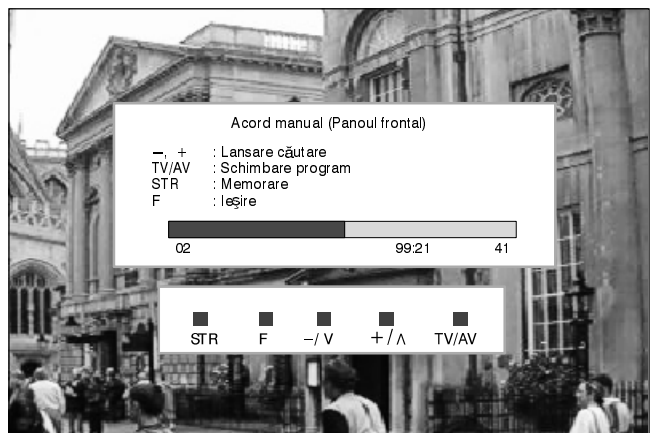 Acord manual (Panoul frontal)
–, + : Lansare căutare
TV/AV : Schimbare program
STR : Memorare
F : Ieşire
02 99:21 41
STR F –/ V +/Λ TV/AV